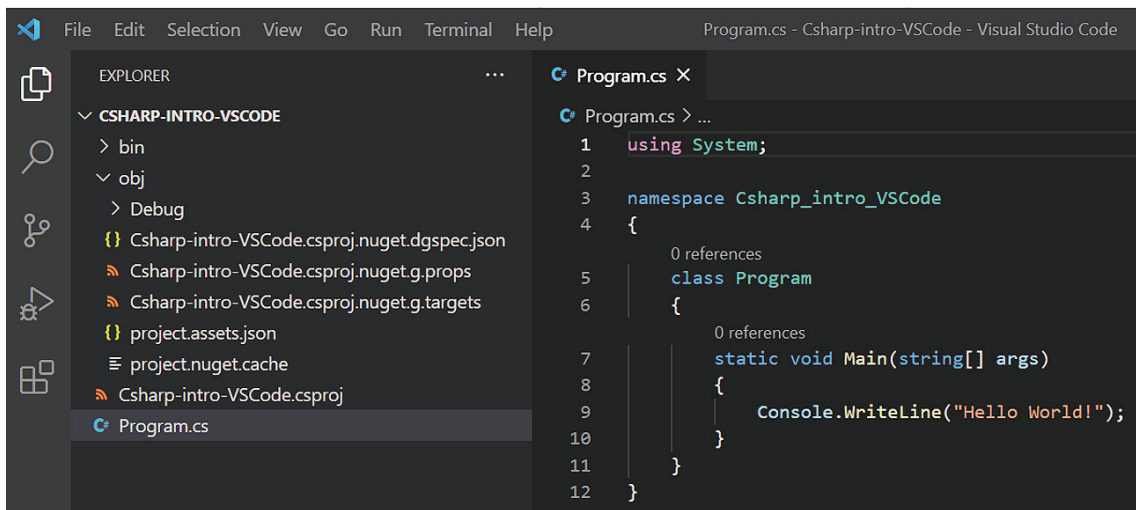 File Edit Selection View Go Run Terminal Help Program.cs - Csharp-intro-VSCode - Visual Studio Code
EXPLORER ...
CSHARP-INTRO-VSCODE
bin
obj
Debug
{} Csharp-intro-VSCode.csproj.nuget.dgspec.json
Csharp-intro-VSCode.csproj.nuget.g.props
Csharp-intro-VSCode.csproj.nuget.g.targets
{} project.assets.json
project.nuget.cache
Csharp-intro-VSCode.csproj
C# Program.cs
C# Program.cs ×
C# Program.cs > ...
1 using System;
2
3 namespace Csharp_intro_VSCode
4 {
0 references
5 class Program
6 {
0 references
7 static void Main(string[] args)
8 {
9 Console.WriteLine("Hello World!");
10 }
11 }
12 }